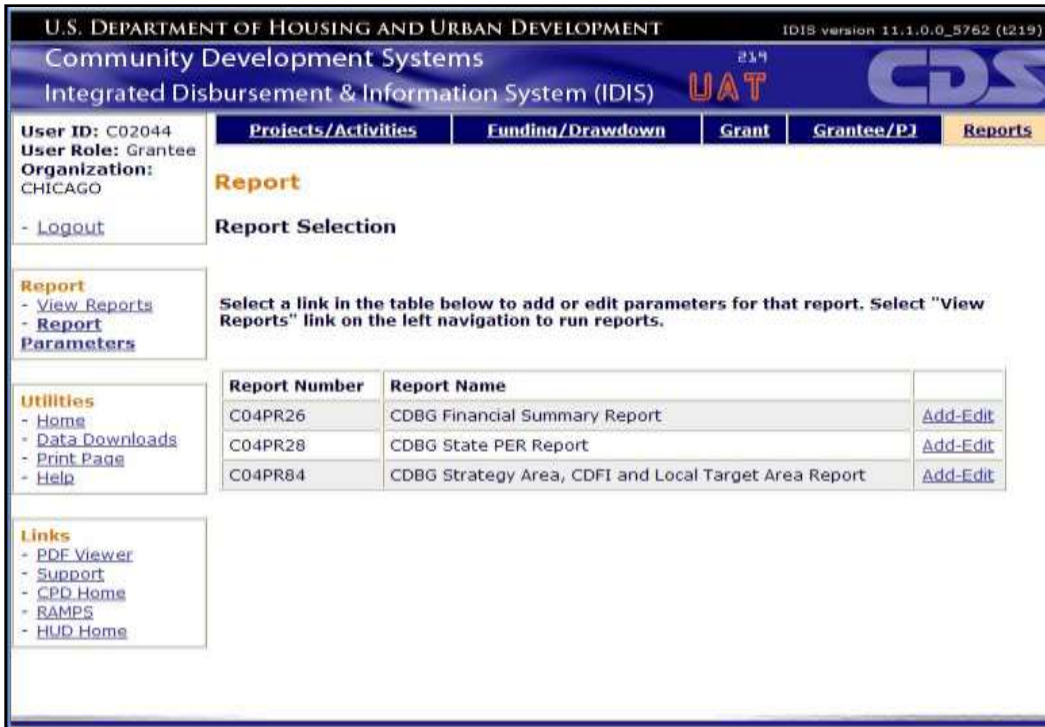 U.S. DEPARTMENT OF HOUSING AND URBAN DEVELOPMENT IDIS version 11.1.0.0_5762 (t219)
Community Development Systems 219
Integrated Disbursement & Information System (IDIS) UAT CDS
User ID: C02044
User Role: Grantee
Organization:
CHICAGO
- Logout
Projects/Activities Funding/Drawdown Grant Grantee/PJ Reports
Report
Report Selection
Report
- View Reports
- Report
Parameters
Select a link in the table below to add or edit parameters for that report. Select "View
Reports" link on the left navigation to run reports.
Utilities
- Home
- Data Downloads
- Print Page
- Help
Report Number Report Name
C04PR26 CDBG Financial Summary Report Add-Edit
C04PR28 CDBG State PER Report Add-Edit
C04PR84 CDBG Strategy Area, CDFI and Local Target Area Report Add-Edit
Links
- PDF Viewer
- Support
- CPD Home
- RAMPS
- HUD Home